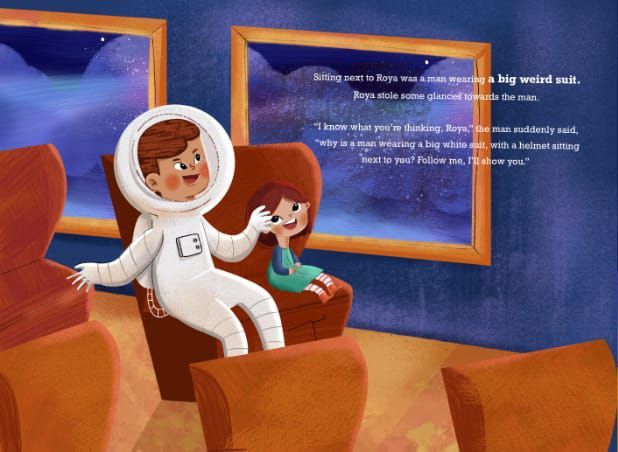 Sitting next to Roya was a man wearing a big weird suit.
Roya stole some glances towards the man.
“I know what you’re thinking, Roya,” the man suddenly said,
“why is a man wearing a big white suit, with a helmet sitting
next to you? Follow me, I’ll show you.”